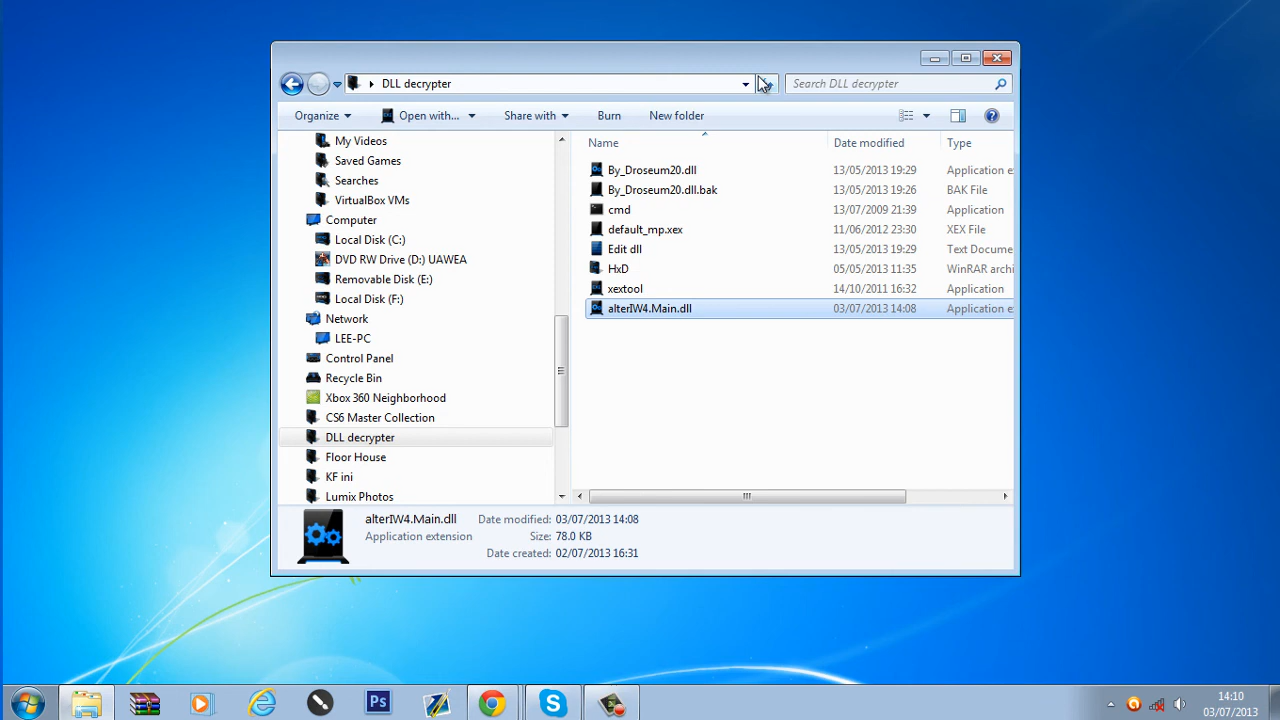 DLL decrypter
Search DLL decrypter
Organize
Open with...
Share with
Burn
New folder
My Videos
Saved Games
Searches
VirtualBox VMs
Computer
Local Disk (C:)
DVD RW Drive (D:) UAWEA
Removable Disk (E:)
Local Disk (F:)
Network
LEE-PC
Control Panel
Recycle Bin
Xbox 360 Neighborhood
CS6 Master Collection
DLL decrypter
Floor House
KF ini
Lumix Photos
Name Date modified Type
By_Droseum20.dll 13/05/2013 19:29 Application e
By_Droseum20.dll.bak 13/05/2013 19:26 BAK File
cmd 13/07/2009 21:39 Application
default_mp.xex 11/06/2012 23:30 XEX File
Edit dll 13/05/2013 19:29 Text Docume
HxD 05/05/2013 11:35 WinRAR archi
xextool 14/10/2011 16:32 Application
alterIW4.Main.dll 03/07/2013 14:08 Application e
alterIW4.Main.dll Date modified: 03/07/2013 14:08
Application extension Size: 78.0 KB
Date created: 02/07/2013 16:31
Ps
14:10
03/07/2013